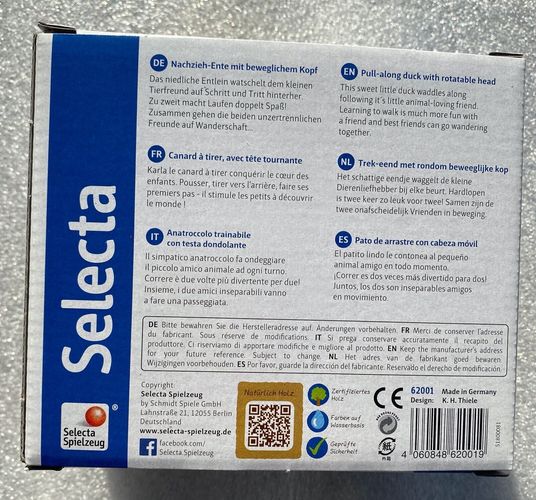 Selecta
Selecta
Spielzeug
®
DE Nachzieh-Ente mit beweglichem Kopf
Das niedliche Entlein watschelt dem kleinen
Tierfreund auf Schritt und Tritt hinterher.
Zu zweit macht Laufen doppelt Spaß!
Zusammen gehen die beiden unzertrennlichen
Freunde auf Wanderschaft...
EN Pull-along duck with rotatable head
This sweet little duck waddles along
following it´s little animal-loving friend.
Learning to walk is much more fun with
a friend and best friends can go wandering
together.
FR Canard à tirer, avec tête tournante
Karla le canard à tirer conquérir le cœur des
enfants. Pousser, tirer vers l'arrière, faire ses
premiers pas – il stimule les petits à découvrir
le monde !
NL Trek-eend met rondom beweeglijke kop
Het schattige eendje waggelt de kleine
Dierenliefhebber bij elke beurt. Hardlopen
is twee keer zo leuk voor twee! Samen zijn de
twee onafscheidelijk Vrienden in beweging.
IT Anatroccolo trainabile
con testa dondolante
Il simpatico anatroccolo fa ondeggiare
il piccolo amico animale ad ogni turno.
Correre è due volte più divertente per due!
Insieme, i due amici inseparabili vanno
a fare una passeggiata.
ES Pato de arrastre con cabeza móvil
El patito lindo le contonea al pequeño
animal amigo en todo momento.
¡Correr es dos veces más divertido para dos!
Juntos, los dos son inseparables amigos
en movimiento.
DE Bitte bewahren Sie die Herstelleradresse auf. Änderungen vorbehalten. FR Merci de conserver l'adresse
du fabricant. Sous réserve de modifications. IT Si prega conservare accuratamente il recapito del
produttore. Ci riserviamo di apportare modifiche e migliorie al prodotto. EN Keep the manufacturer's address
for your future reference. Subject to change. NL Het adres van de fabrikant goed bewaren.
Wijzigingen voorbehouden. ES Por favor, guarde la dirección del fabricante. Reservado el derecho de modificación.
Copyright:
Selecta Spielzeug
by Schmidt Spiele GmbH
Lahnstraße 21, 12055 Berlin
Deutschland
www.selecta-spielzeug.de
facebook.com/
Selecta.Spielzeug
Natürlich Holz
Zertifiziertes
Holz
Farben auf
Wasserbasis
Geprüfte
Sicherheit
CE
62001 Made in Germany
Design: K. H. Thiele
4 060848 620019